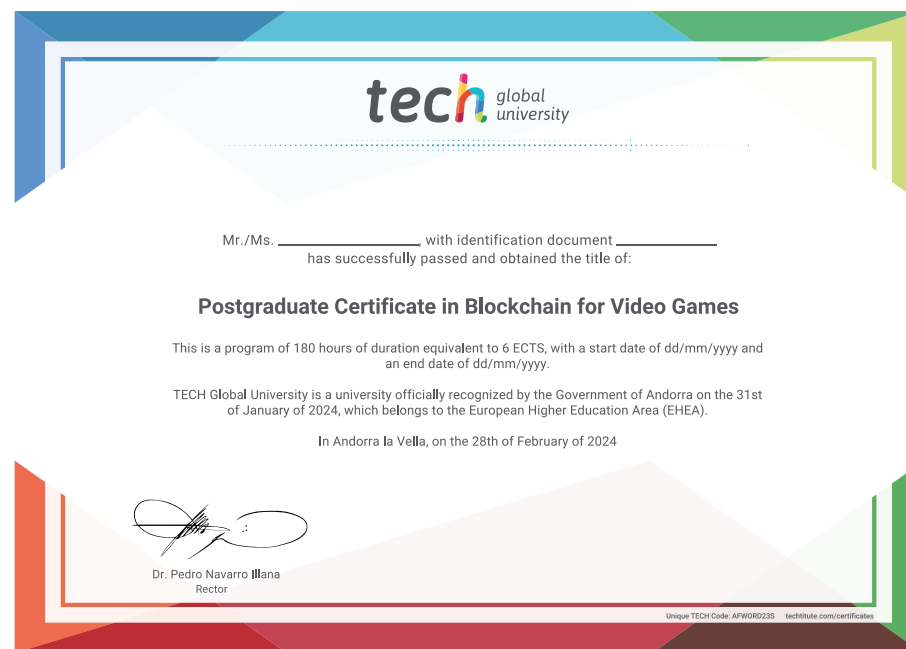 tech global university
Mr./Ms. ____________________, with identification document ______________
has successfully passed and obtained the title of:
Postgraduate Certificate in Blockchain for Video Games
This is a program of 180 hours of duration equivalent to 6 ECTS, with a start date of dd/mm/yyyy and
an end date of dd/mm/yyyy.
TECH Global University is a university officially recognized by the Government of Andorra on the 31st
of January of 2024, which belongs to the European Higher Education Area (EHEA).
In Andorra la Vella, on the 28th of February of 2024
Dr. Pedro Navarro Illana
Rector
Unique TECH Code: AFWORD23S techtitute.com/certificates